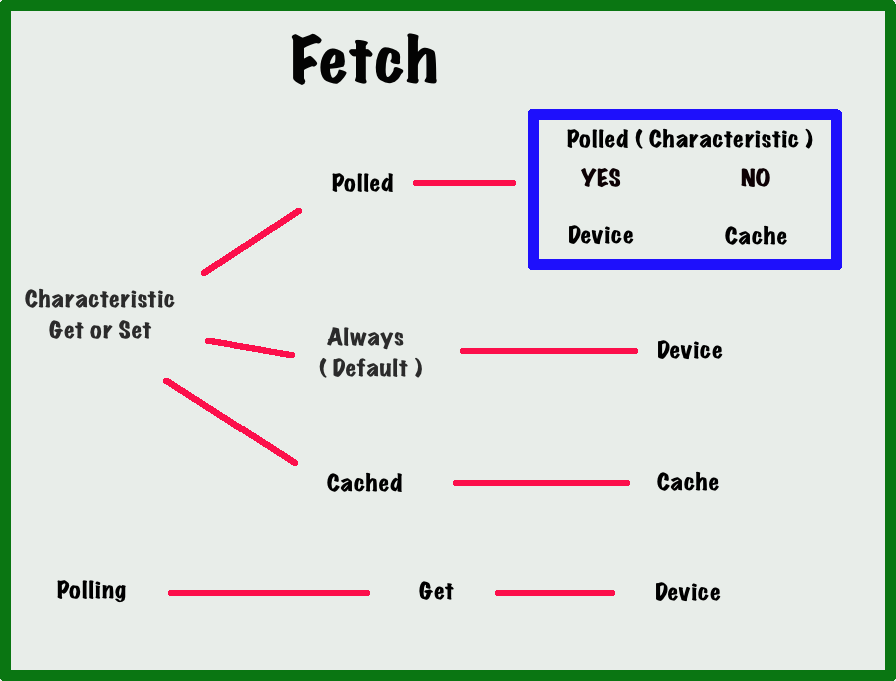 Fetch
Polled ( Characteristic )
YES NO
Device Cache
Polled
Characteristic
Get or Set
Always
( Default )
Device
Cached
Cache
Polling
Get
Device